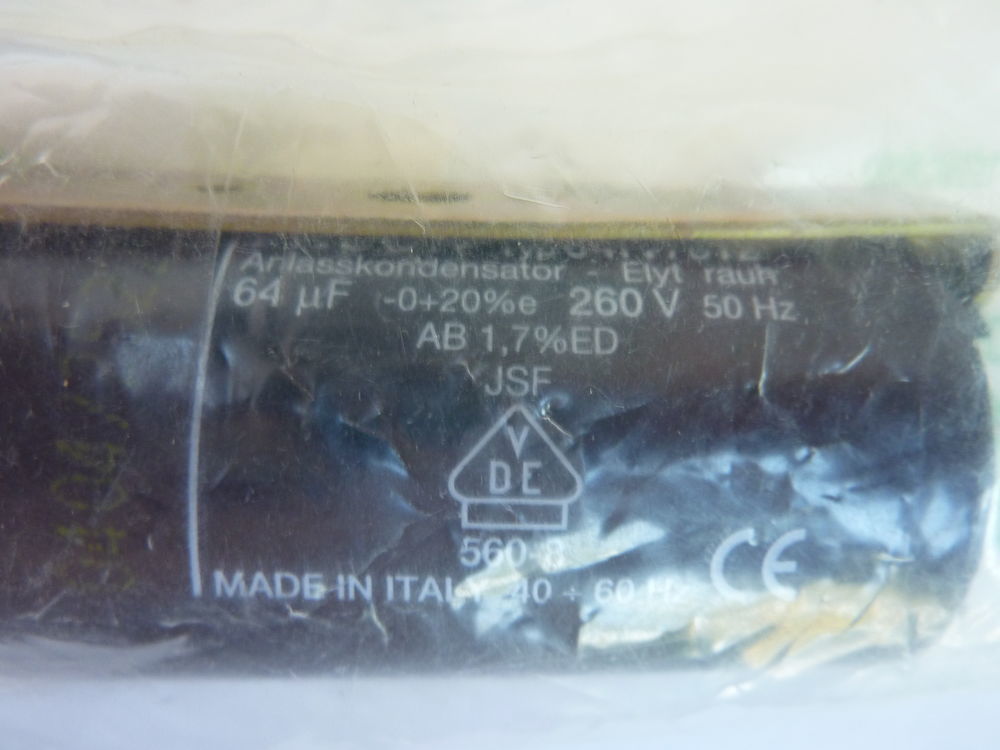 Anlasskondensator - Elyt rauh
64 µF -0+20%e 260 V 50 Hz
AB 1,7%ED
JSF
V
D E
560-8
MADE IN ITALY 40 ÷ 60 Hz
CE